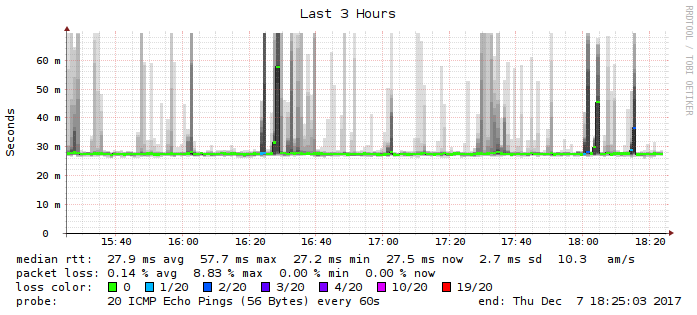 Last 3 Hours
RRDTOOL / TOBI OETIKER
Seconds
60 m
50 m
40 m
30 m
20 m
10 m
0
15:40 16:00 16:20 16:40 17:00 17:20 17:40 18:00 18:20
median rtt: 27.9 ms avg 57.7 ms max 27.2 ms min 27.5 ms now 2.7 ms sd 10.3 am/s
packet loss: 0.14 % avg 8.83 % max 0.00 % min 0.00 % now
loss color: 0 1/20 2/20 3/20 4/20 10/20 19/20
probe: 20 ICMP Echo Pings (56 Bytes) every 60s end: Thu Dec 7 18:25:03 2017